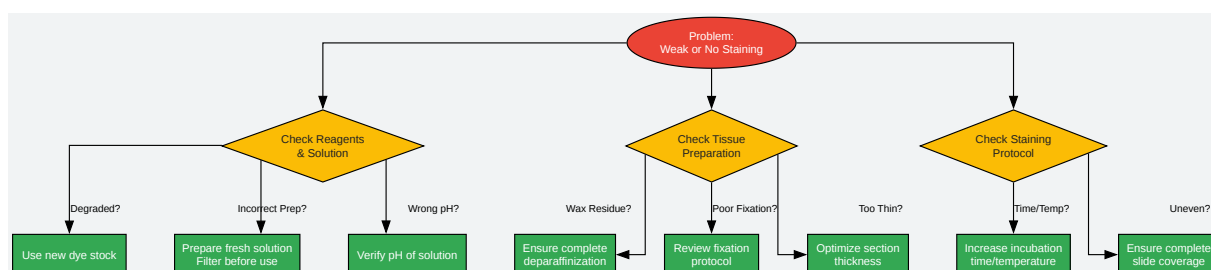 Problem:
Weak or No Staining
Check Reagents
& Solution
Check Tissue
Preparation
Check Staining
Protocol
Degraded?
Incorrect Prep?
Wrong pH?
Wax Residue?
Poor Fixation?
Too Thin?
Time/Temp?
Uneven?
Use new dye stock
Prepare fresh solution
Filter before use
Verify pH of solution
Ensure complete
deparaffinization
Review fixation
protocol
Optimize section
thickness
Increase incubation
time/temperature
Ensure complete
slide coverage